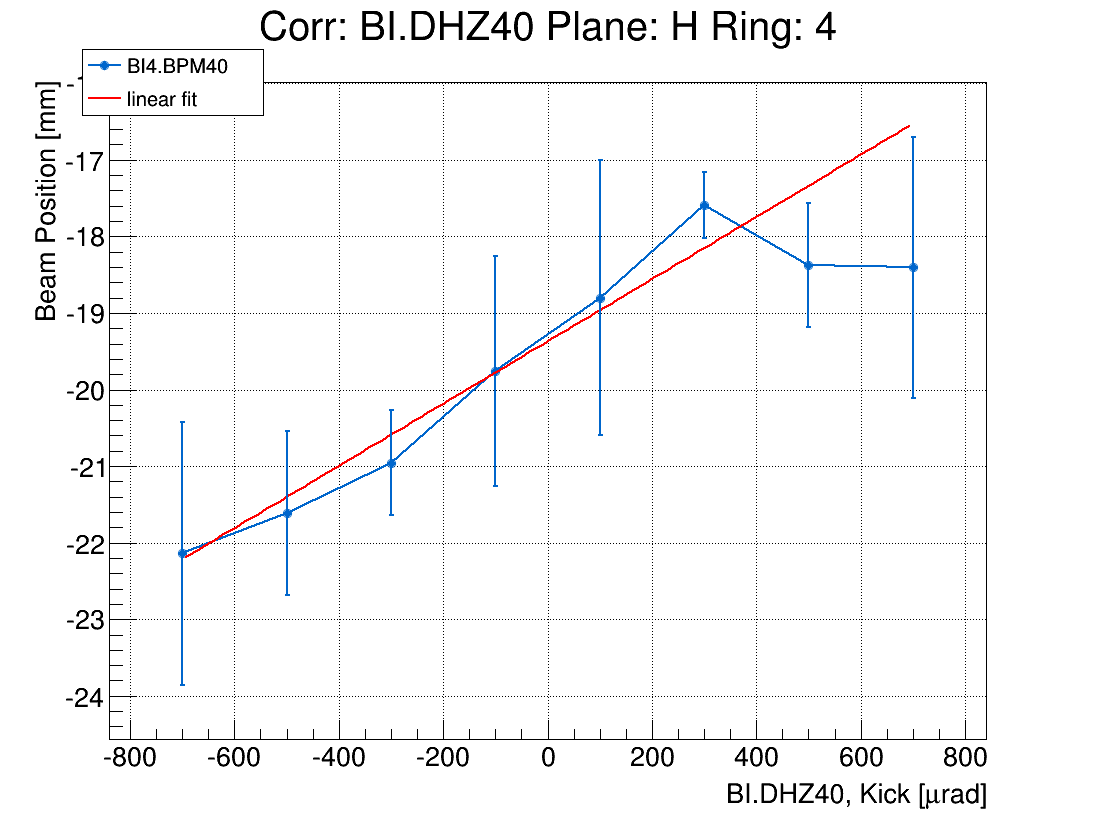 Corr: BI.DHZ40 Plane: H Ring: 4
BI4.BPM40
linear fit
Beam Position [mm]
-17
-18
-19
-20
-21
-22
-23
-24
-800 -600 -400 -200 0 200 400 600 800
BI.DHZ40, Kick [μrad]